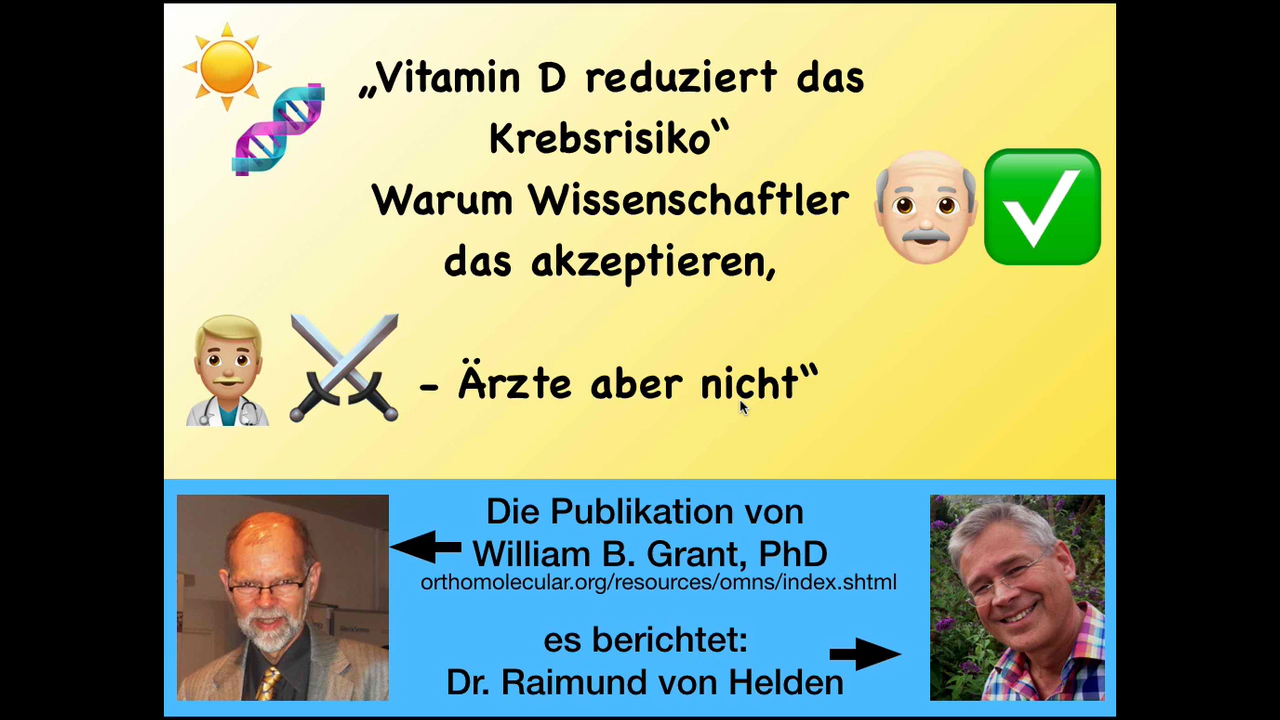 „Vitamin D reduziert das
Krebsrisiko“
Warum Wissenschaftler
das akzeptieren,
- Ärzte aber nicht“
Die Publikation von
William B. Grant, PhD
orthomolecular.org/resources/omns/index.shtml
es berichtet:
Dr. Raimund von Helden